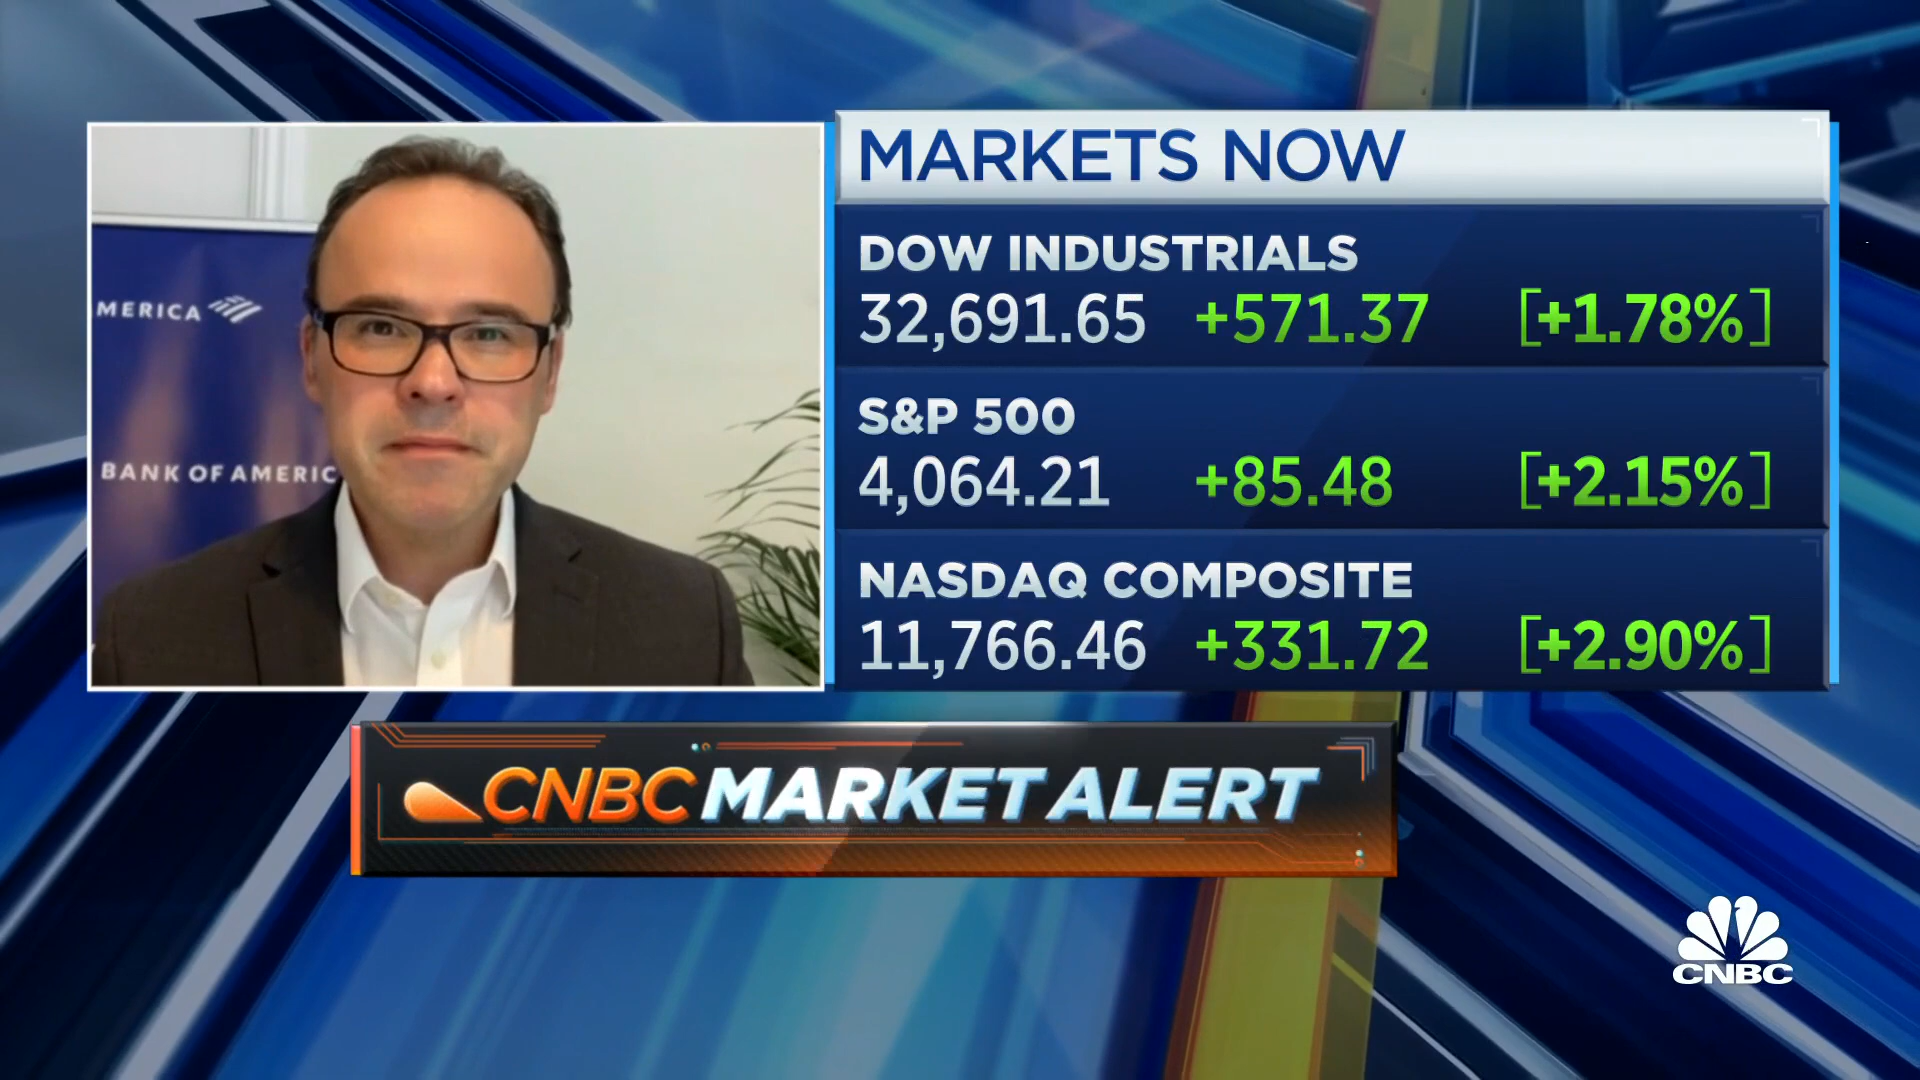 MARKETS NOW
DOW INDUSTRIALS
32,691.65 +571.37 [+1.78%]
S&P 500
4,064.21 +85.48 [+2.15%]
NASDAQ COMPOSITE
11,766.46 +331.72 [+2.90%]
MERICA
BANK OF AMERIC
CNBC MARKET ALERT
CNBC